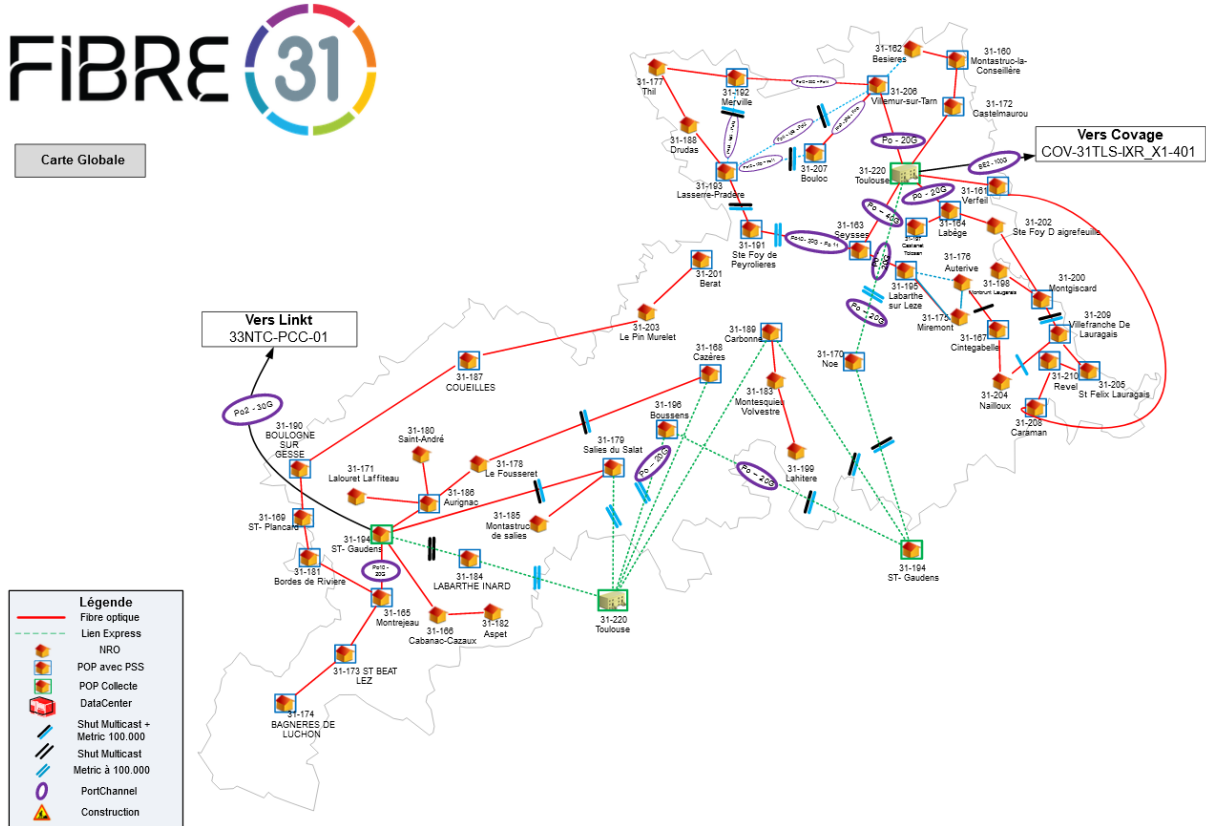 FiBRE 31
Carte Globale
31-162
Besieres
31-160
Montastruc-la-
Conseillère
31-177
Thil
31-192
Merville
31-206
Villemur-sur-Tarn
31-172
Castelmaurou
31-188
Drudas
31-207
Bouloc
31-193
Lasserre-Pradère
Po - 20G
Vers Covage
COV-31TLS-IXR_X1-401
BE2 - 100G
31-220
Toulouse
Po - 20G
31-161
Verfeil
Po - 40G
31-163
Seysses
31-164
Labège
31-202
Ste Foy D aigrefeuille
31-191
Ste Foy de
Peyrolieres
31-176
Auterive
31-198
31-200
Montgiscard
31-195
Labarthe
sur Leze
31-201
Berat
31-175
Miremont
31-209
Villefranche De
Lauragais
31-167
Cintegabelle
Po - 20G
Vers Linkt
33NTC-PCC-01
31-203
Le Pin Murelet
31-189
Carbonne
31-168
Cazères
31-170
Noe
31-187
COUEILLES
31-183
Montesquieu
Volvestre
31-210
Revel
31-205
St Felix Lauragais
31-204
Nailloux
31-208
Caraman
Po2 - 30G
31-196
Boussens
31-190
BOULOGNE
SUR
GESSE
31-180
Saint-André
31-179
Salies du Salat
Po - 20G
31-171
Lalouret Laffiteau
31-178
Le Fousseret
Po - 20G
31-199
Lahitere
31-186
Aurignac
31-185
Montastruc
de salies
31-169
ST- Plancard
31-194
ST- Gaudens
31-194
ST- Gaudens
31-181
Bordes de Riviere
Po10 -
20G
31-184
LABARTHE INARD
31-165
Montrejeau
31-166
Cabanac-Cazaux
31-182
Aspet
31-220
Toulouse
31-173 ST BEAT
LEZ
31-174
BAGNERES DE
LUCHON
Légende
Fibre optique
Lien Express
NRO
POP avec PSS
POP Collecte
DataCenter
Shut Multicast +
Metric 100.000
Shut Multicast
Metric à 100.000
PortChannel
Construction